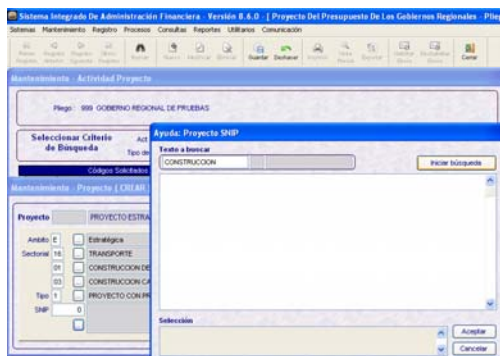 Sistema Integrado De Administración Financiera - Versión 8.6.0 - [ Proyecto Del Presupuesto De Los Gobiernos Regionales - Plie
Sistemas Mantenimiento Registro Procesos Consultas Reportes Utilitarios Comunicación
Guardar Deshacer Cerrar
Mantenimiento - Actividad Proyecto
Pliego: 999 GOBIERNO REGIONAL DE PRUEBAS
Seleccionar Criterio de Búsqueda
Act
Tipo de
Códigos Solicitados
Mantenimiento - Proyecto ( CREAR )
Proyecto PROYECTO ESTRA
Ambito E Estratégica
Sectorial 16. TRANSPORTE
01 CONSTRUCCION DE
03 CONSTRUCCION CA
Tipo 1 PROYECTO CON PR
SNIP 0
Ayuda: Proyecto SNIP
Texto a buscar
CONSTRUCCION
Iniciar búsqueda
Selección
Aceptar
Cancelar